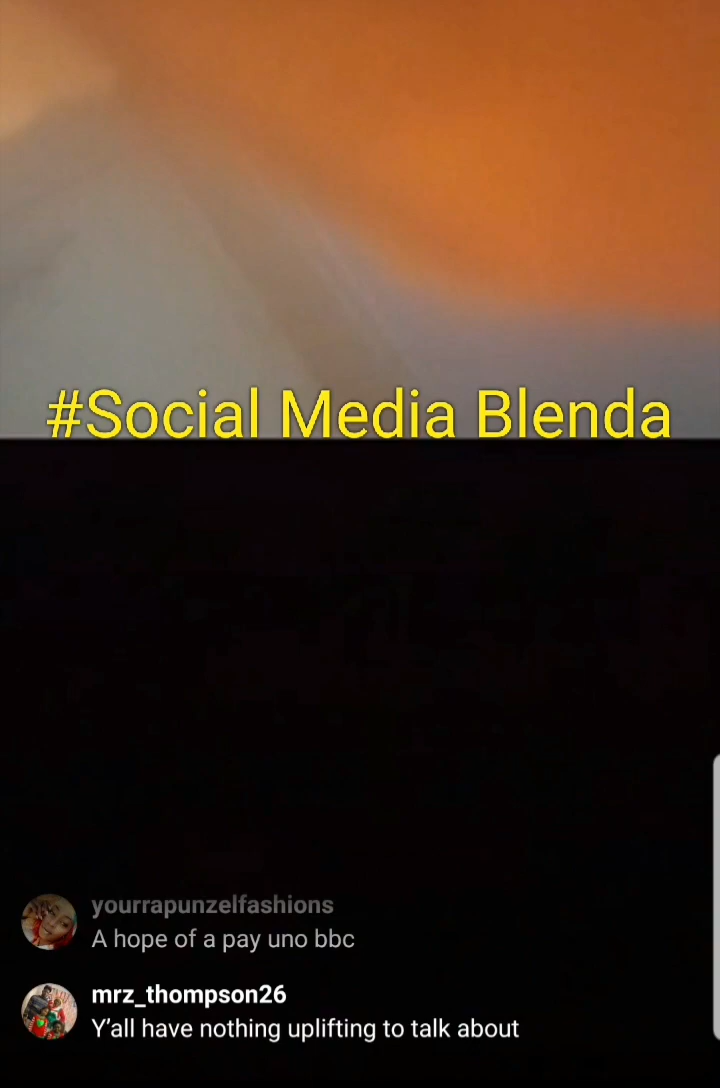 #Social Media Blenda
yourrapunzelfashions
A hope of a pay uno bbc
mrz_thompson26
Y’all have nothing uplifting to talk about